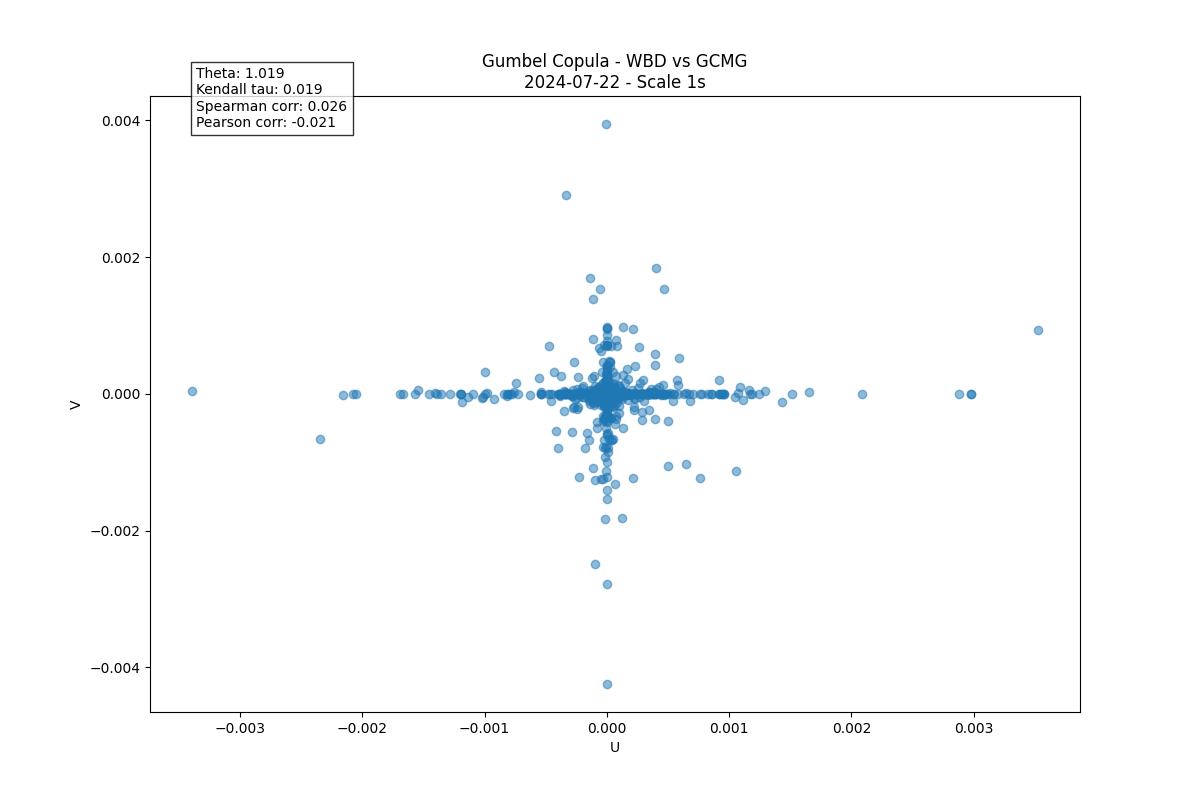 Gumbel Copula - WBD vs GCMG
2024-07-22 - Scale 1s
Theta: 1.019
Kendall tau: 0.019
Spearman corr: 0.026
Pearson corr: -0.021
0.004
0.002
0.000
−0.002
−0.004
V
−0.003
−0.002
−0.001
0.000
0.001
0.002
0.003
U